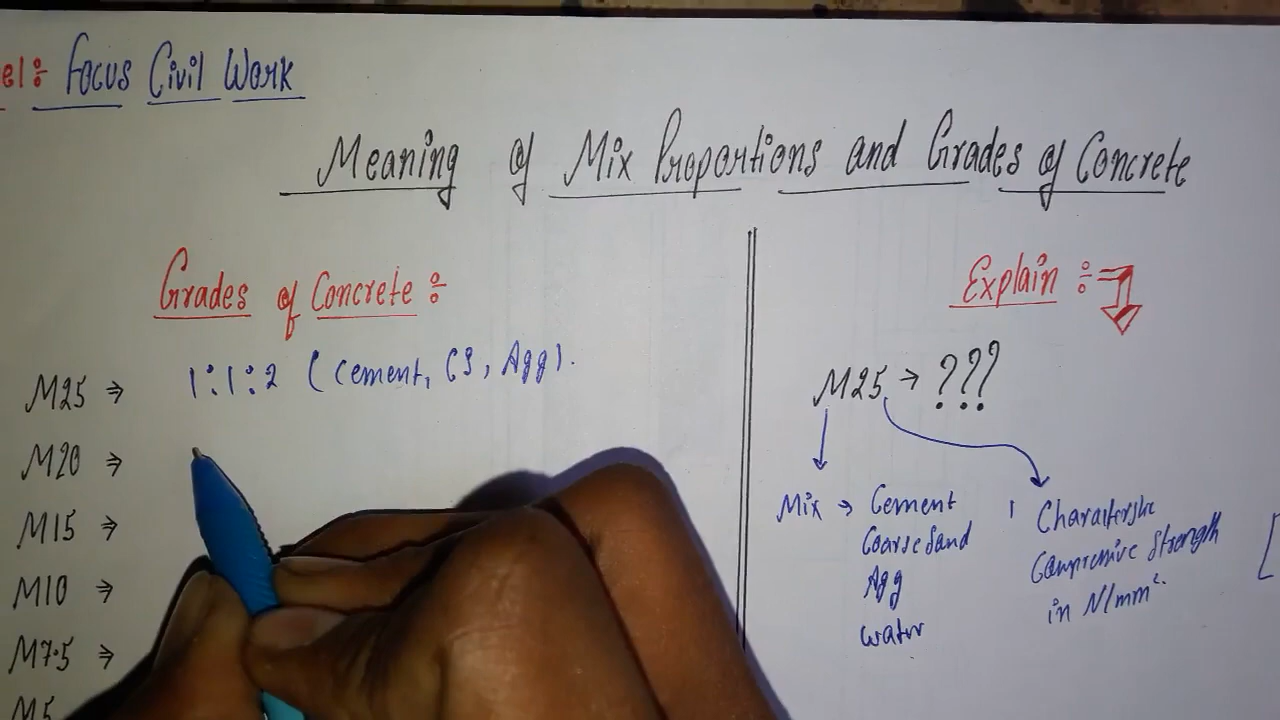 el:- Focus Civil Work
Meaning of Mix Proportions and Grades of Concrete
Grades of Concrete :-
M25 ⇒ 1:1:2 (Cement, CS, Agg).
M20 ⇒
M15 ⇒
M10 ⇒
M7.5 ⇒
M5
Explain :-
M25 → ???
Mix → Cement
Coarse Sand
Agg
Water
Characterstic
Compressive Strength
in N/mm².